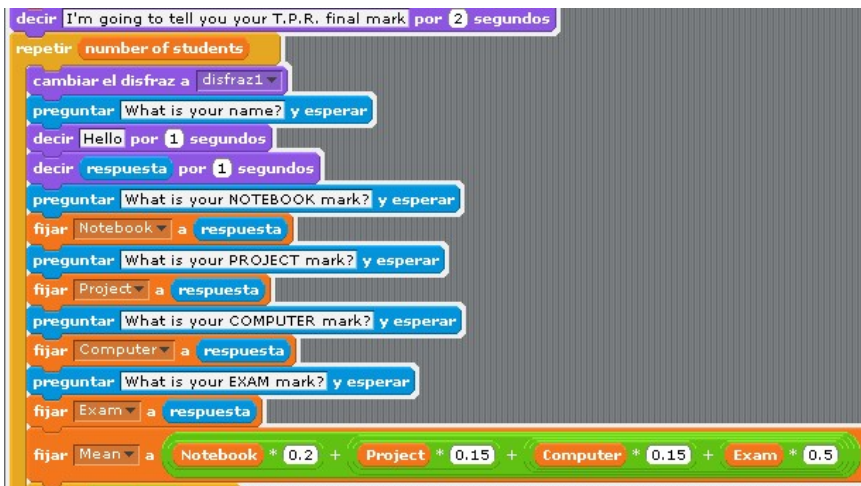 decir I'm going to tell you your T.P.R. final mark por 2 segundos
repetir number of students
cambiar el disfraz a disfraz1
preguntar What is your name? y esperar
decir Hello por 1 segundos
decir respuesta por 1 segundos
preguntar What is your NOTEBOOK mark? y esperar
fijar Notebook a respuesta
preguntar What is your PROJECT mark? y esperar
fijar Project a respuesta
preguntar What is your COMPUTER mark? y esperar
fijar Computer a respuesta
preguntar What is your EXAM mark? y esperar
fijar Exam a respuesta
fijar Mean a Notebook * 0.2 + Project * 0.15 + Computer * 0.15 + Exam * 0.5